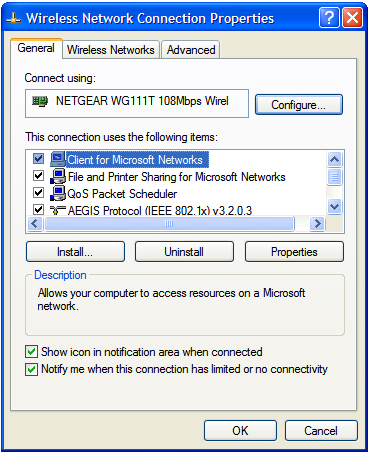 Wireless Network Connection Properties
General
Wireless Networks
Advanced
Connect using:
NETGEAR WG111T 108Mbps Wirel
Configure...
This connection uses the following items:
Client for Microsoft Networks
File and Printer Sharing for Microsoft Networks
QoS Packet Scheduler
AEGIS Protocol (IEEE 802.1x) v3.2.0.3
Install...
Uninstall
Properties
Description
Allows your computer to access resources on a Microsoft
network.
Show icon in notification area when connected
Notify me when this connection has limited or no connectivity
OK
Cancel